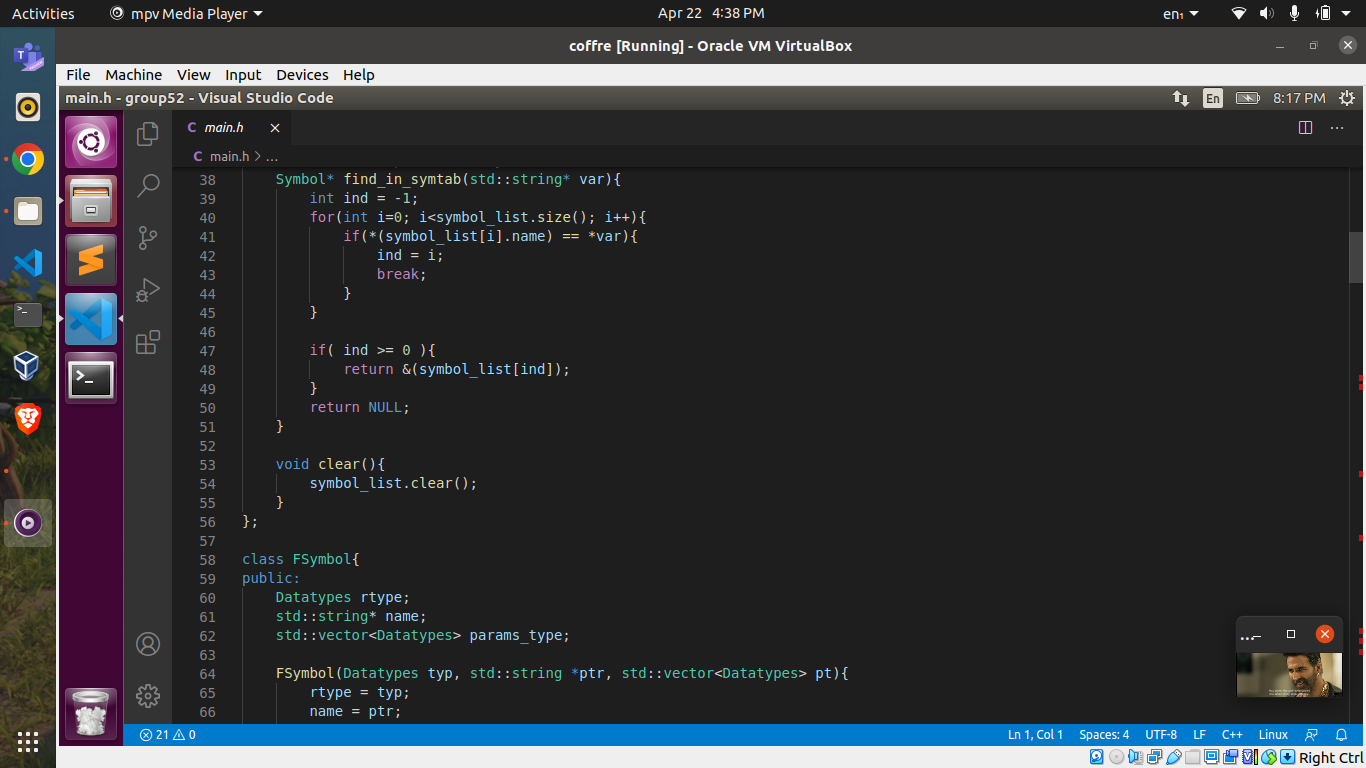 Activities
mpv Media Player
Apr 22 4:38 PM
en₁
coffre [Running] - Oracle VM VirtualBox
File Machine View Input Devices Help
main.h - group52 - Visual Studio Code
En
8:17 PM
C main.h
C main.h > ...
38 Symbol* find_in_symtab(std::string* var){
39 int ind = -1;
40 for(int i=0; i<symbol_list.size(); i++){
41 if(*(symbol_list[i].name) == *var){
42 ind = i;
43 break;
44 }
45 }
46
47 if( ind >= 0 ){
48 return &(symbol_list[ind]);
49 }
50 return NULL;
51 }
52
53 void clear(){
54 symbol_list.clear();
55 }
56 };
57
58 class FSymbol{
59 public:
60 Datatypes rtype;
61 std::string* name;
62 std::vector<Datatypes> params_type;
63
64 FSymbol(Datatypes typ, std::string *ptr, std::vector<Datatypes> pt){
65 rtype = typ;
66 name = ptr;
21 0
Ln 1, Col 1 Spaces: 4 UTF-8 LF C++ Linux
Right Ctrl